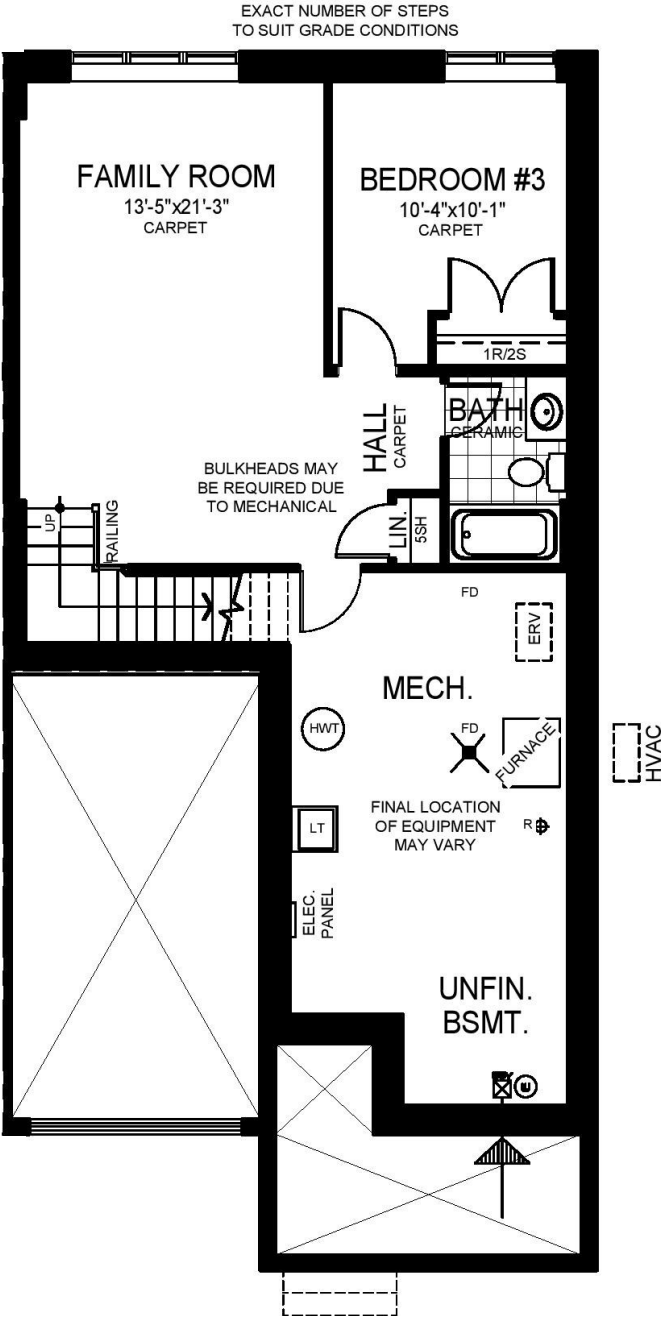 EXACT NUMBER OF STEPS
TO SUIT GRADE CONDITIONS
FAMILY ROOM
13'-5"x21'-3"
CARPET
BEDROOM #3
10'-4"x10'-1"
CARPET
1R/2S
BATH
CERAMIC
HALL
CARPET
BULKHEADS MAY
BE REQUIRED DUE
TO MECHANICAL
LIN.
5SH
UP
RAILING
FD
ERV
MECH.
HWT
FD
FURNACE
HVAC
LT
FINAL LOCATION
OF EQUIPMENT
MAY VARY
R
ELEC.
PANEL
UNFIN.
BSMT.